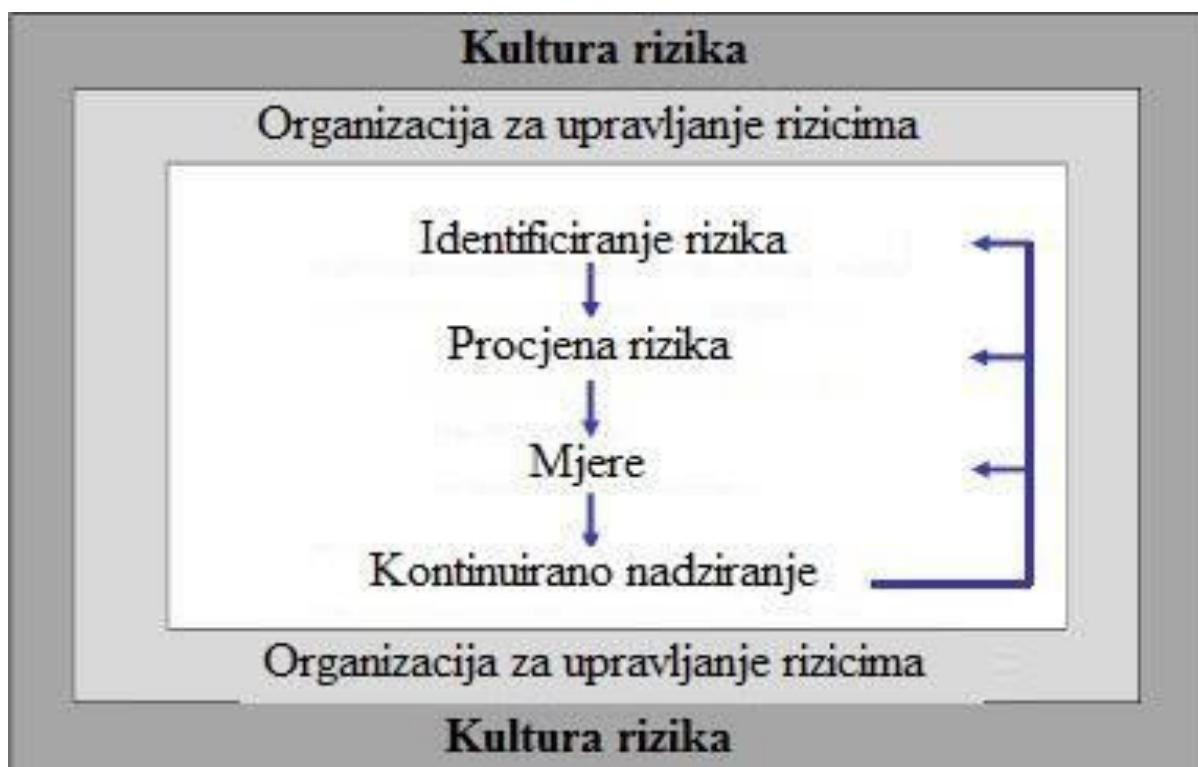 Kultura rizika
Organizacija za upravljanje rizicima
Identificiranje rizika
Procjena rizika
Mjere
Kontinuirano nadziranje
Organizacija za upravljanje rizicima
Kultura rizika